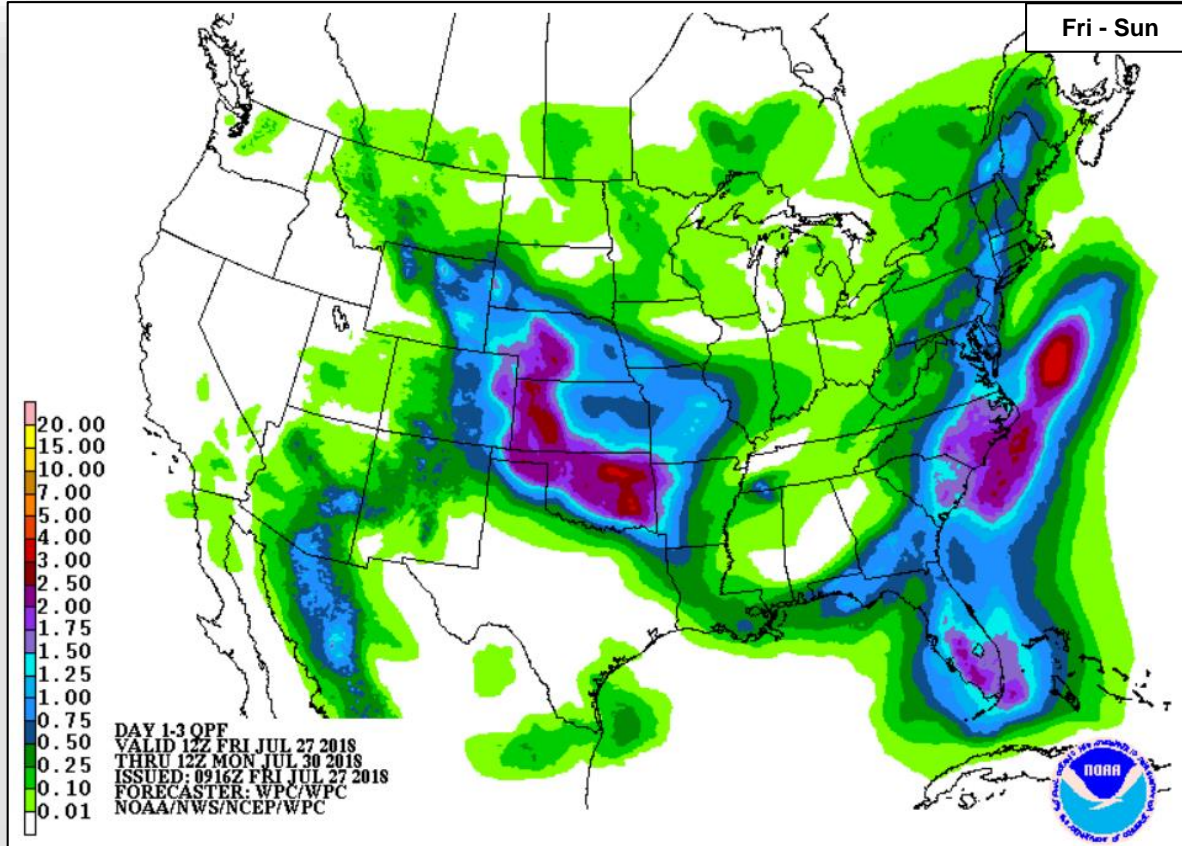 Fri - Sun
20.00
15.00
10.00
7.00
5.00
4.00
3.00
2.50
2.00
1.75
1.50
1.25
1.00
0.75
0.50
0.25
0.10
0.01
DAY 1-3 QPF
VALID 12Z FRI JUL 27 2018
THRU 12Z MON JUL 30 2018
ISSUED: 0916Z FRI JUL 27 2018
FORECASTER: WPC/WPC
NOAA/NWS/NCEP/WPC
NOAA